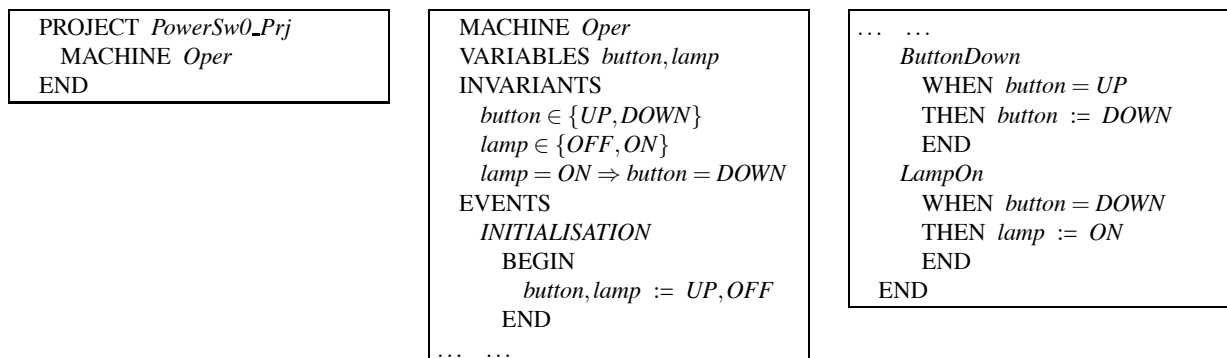 PROJECT PowerSw0_Prj
MACHINE Oper
END
MACHINE Oper
VARIABLES button, lamp
INVARIANTS
button ∈ {UP, DOWN}
lamp ∈ {OFF, ON}
lamp = ON ⇒ button = DOWN
EVENTS
INITIALISATION
BEGIN
button, lamp := UP, OFF
END
... ...
... ...
ButtonDown
WHEN button = UP
THEN button := DOWN
END
LampOn
WHEN button = DOWN
THEN lamp := ON
END
END